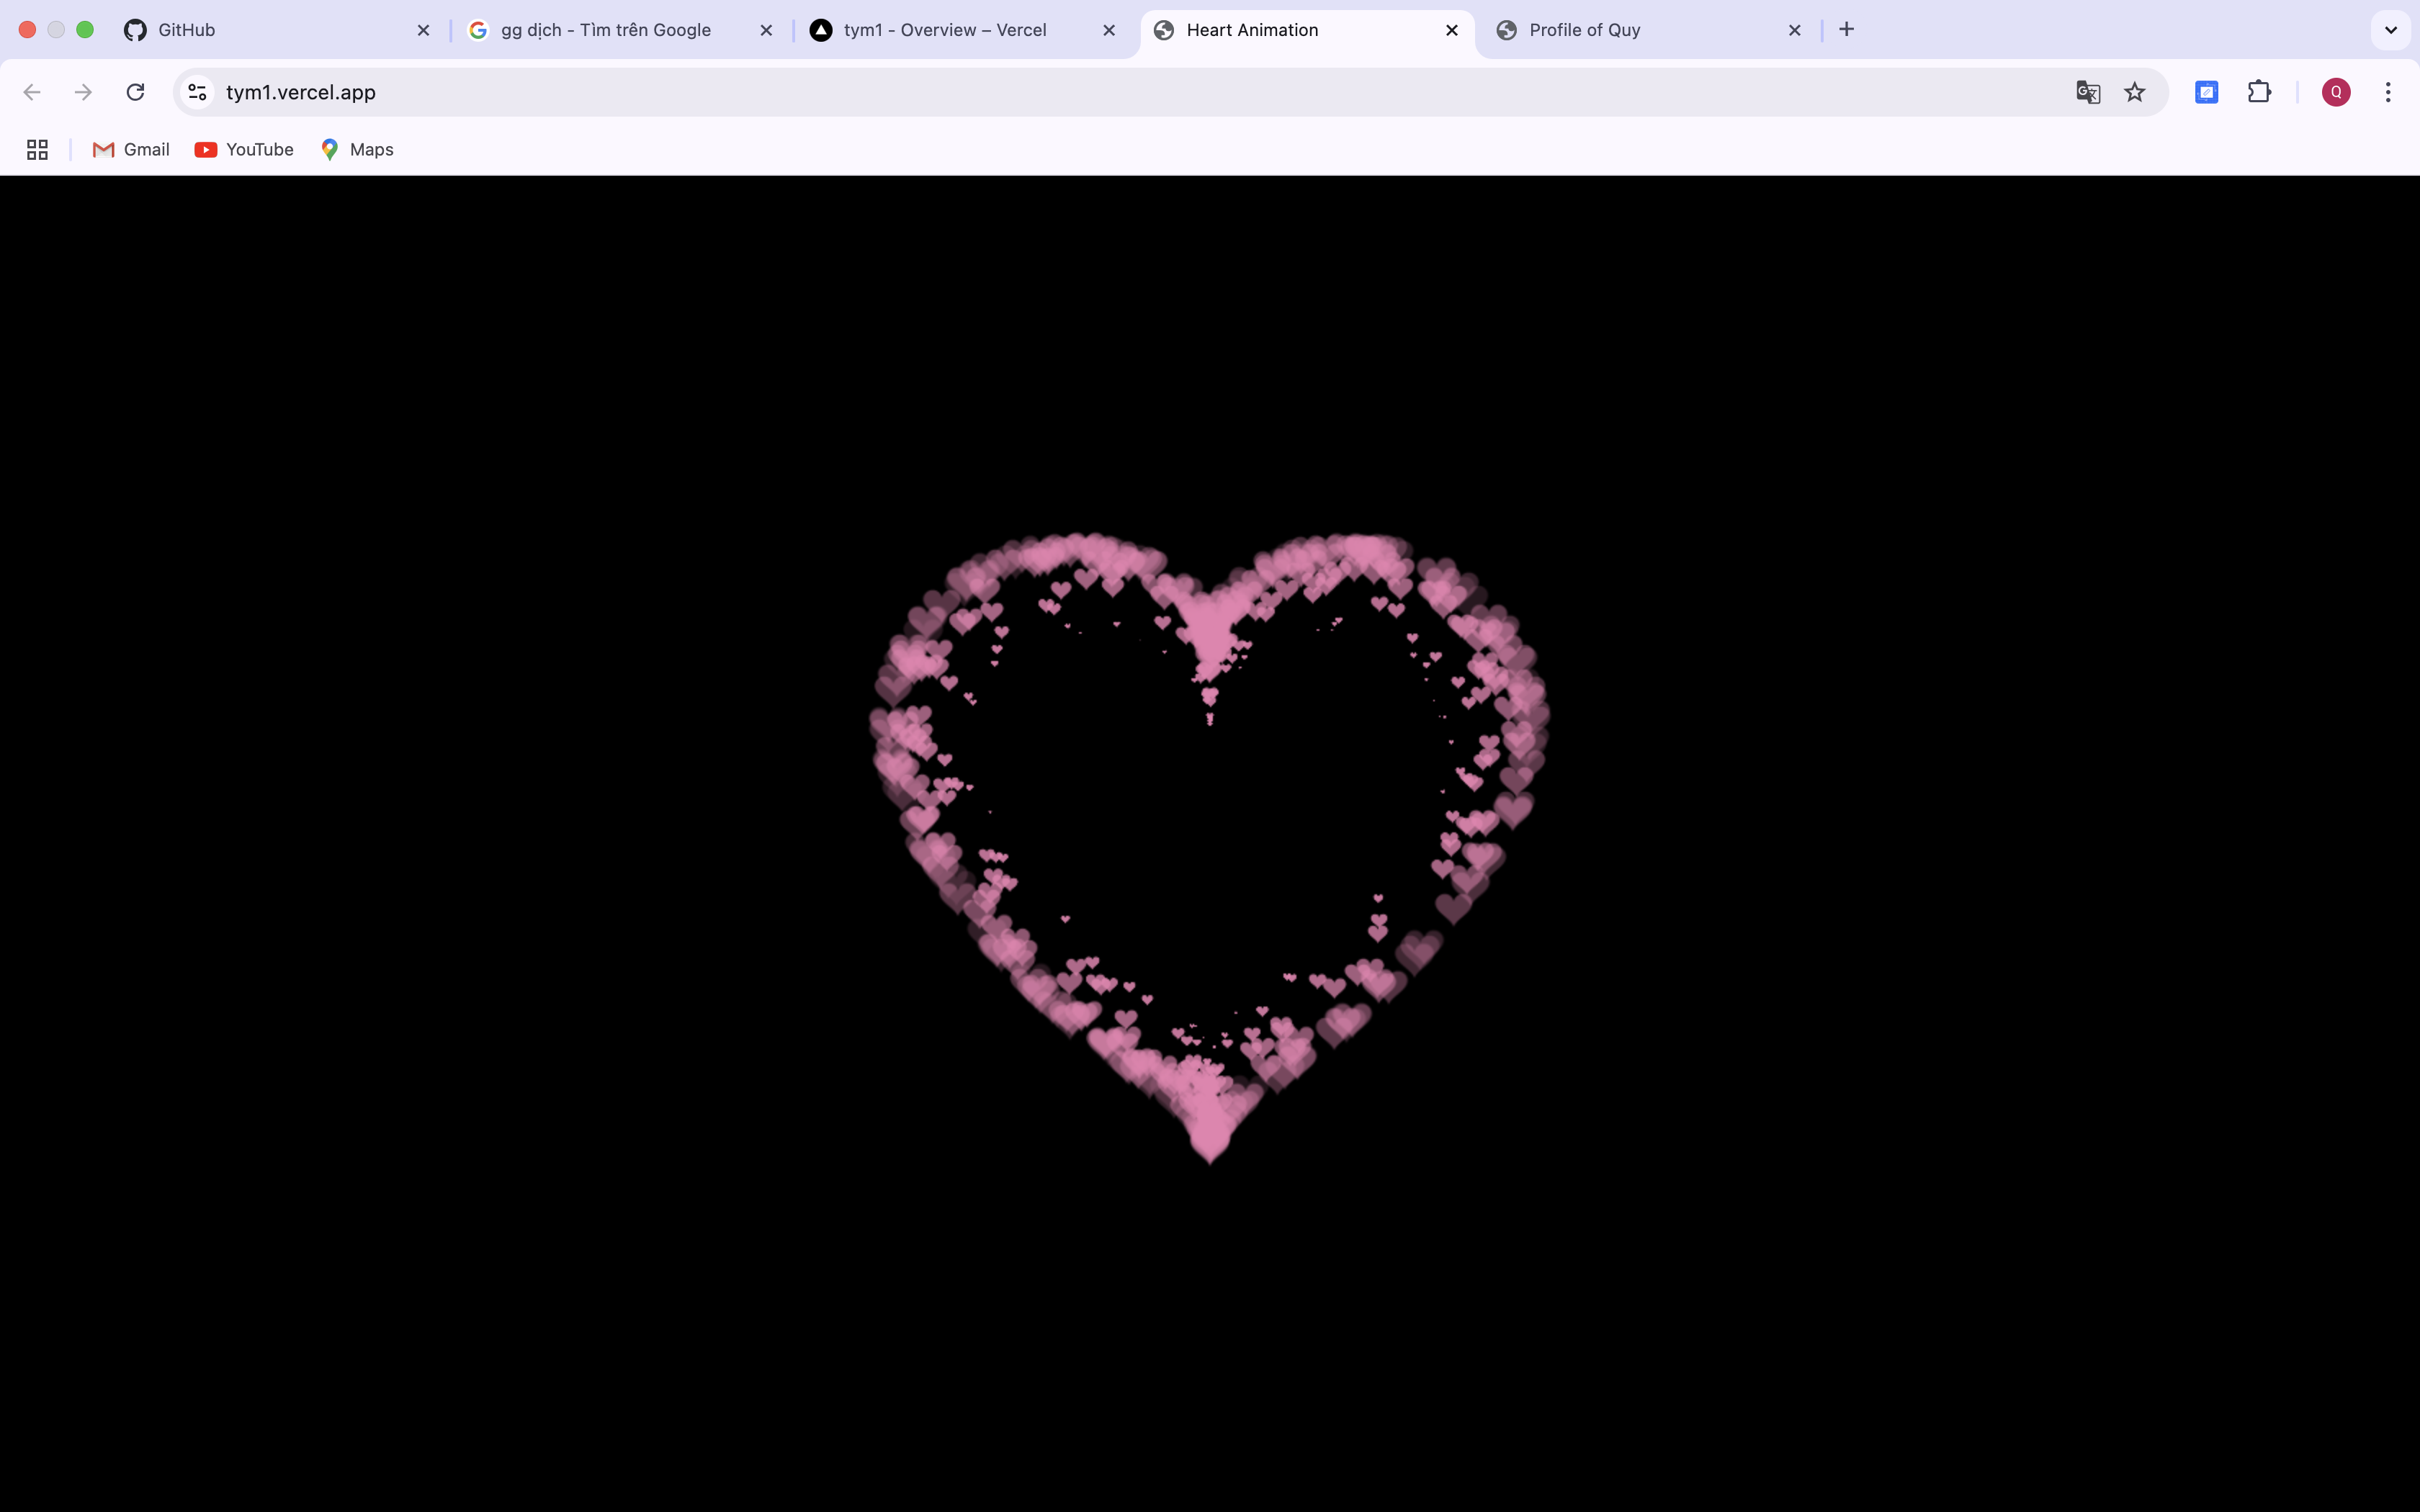 GitHub
gg dịch - Tìm trên Google
tym1 - Overview – Vercel
Heart Animation
Profile of Quy
tym1.vercel.app
Q
Gmail
YouTube
Maps